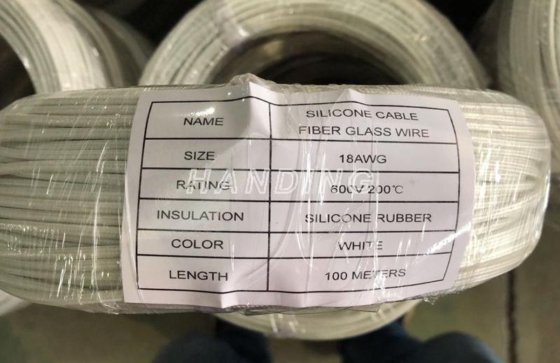 NAME SILICONE CABLE
FIBER GLASS WIRE
SIZE 18AWG
HANDING
RATING 600V 200℃
INSULATION SILICONE RUBBER
COLOR WHITE
LENGTH 100 METERS